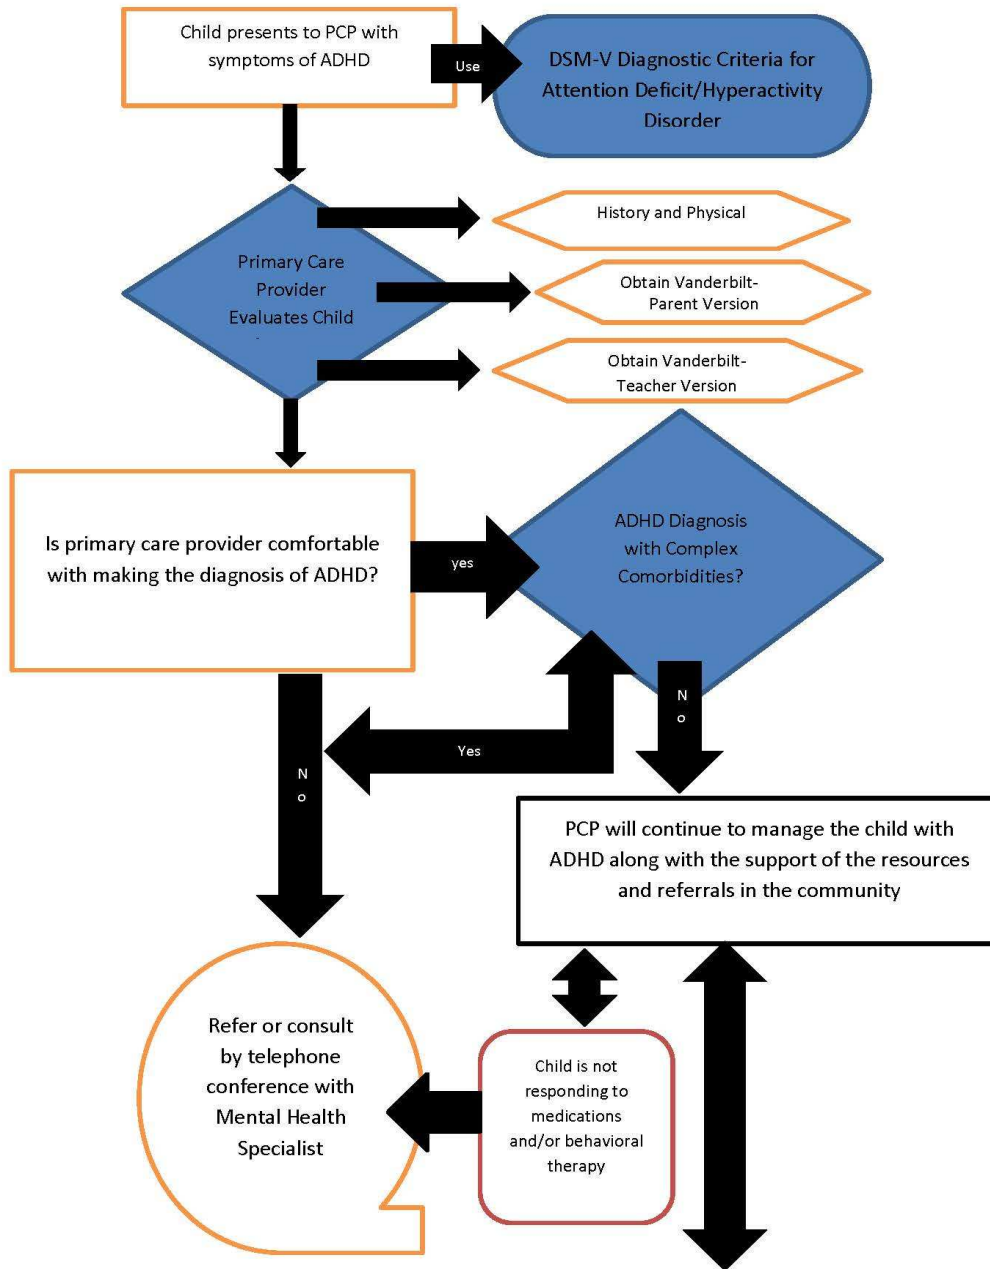 Child presents to PCP with
symptoms of ADHD
Use
DSM-V Diagnostic Criteria for
Attention Deficit/Hyperactivity
Disorder
History and Physical
Primary Care
Provider
Evaluates Child
Obtain Vanderbilt-
Parent Version
Obtain Vanderbilt-
Teacher Version
Is primary care provider comfortable
with making the diagnosis of ADHD?
yes
ADHD Diagnosis
with Complex
Comorbidities?
N
o
Yes
N
o
PCP will continue to manage the child with
ADHD along with the support of the resources
and referrals in the community
Refer or consult
by telephone
conference with
Mental Health
Specialist
Child is not
responding to
medications
and/or behavioral
therapy